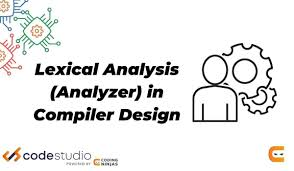 Lexical Analysis
(Analyzer) in
Compiler Design
codestudio
POWERED BY CODING NINJAS